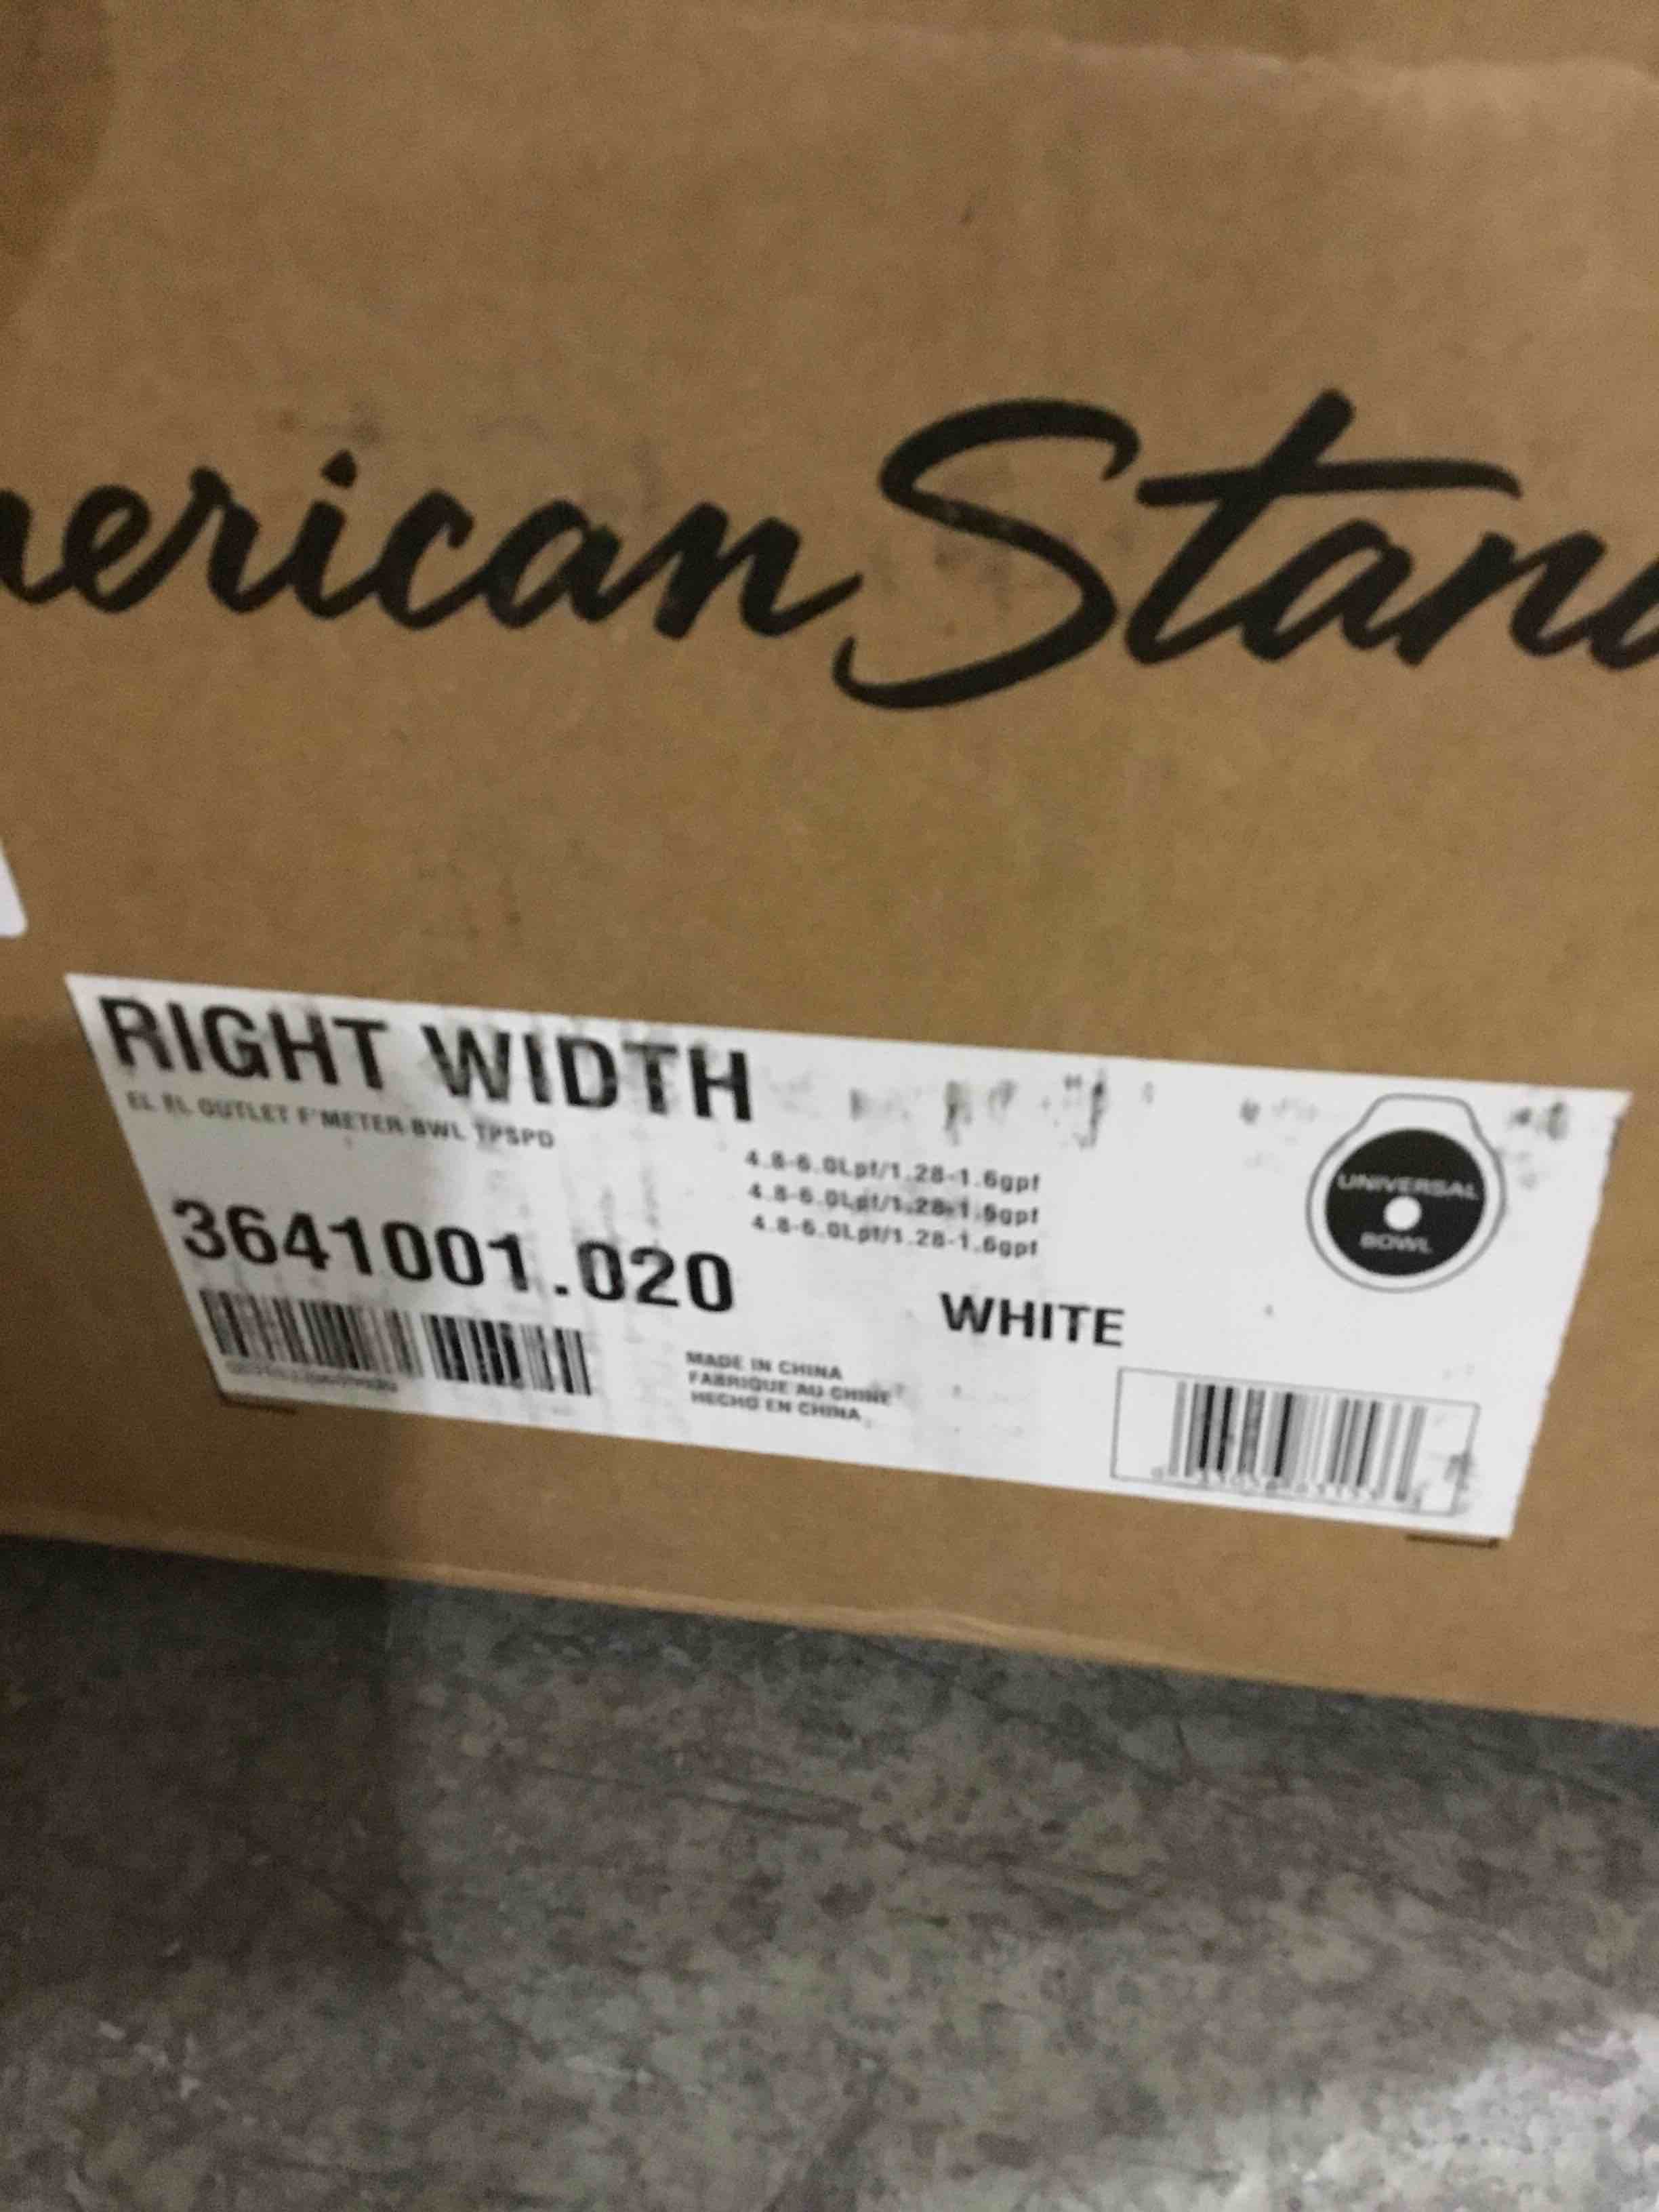 merican Stand
RIGHT WIDTH
EL FL OUTLET F'METER BWL TPSPD
4.8-6.0Lpf/1.28-1.6gpf
4.8-6.0Lpf/1.28-1.6gpf
4.8-6.0Lpf/1.28-1.6gpf
UNIVERSAL
BOWL
3641001.020
WHITE
MADE IN CHINA
FABRIQUE AU CHINE
HECHO EN CHINA